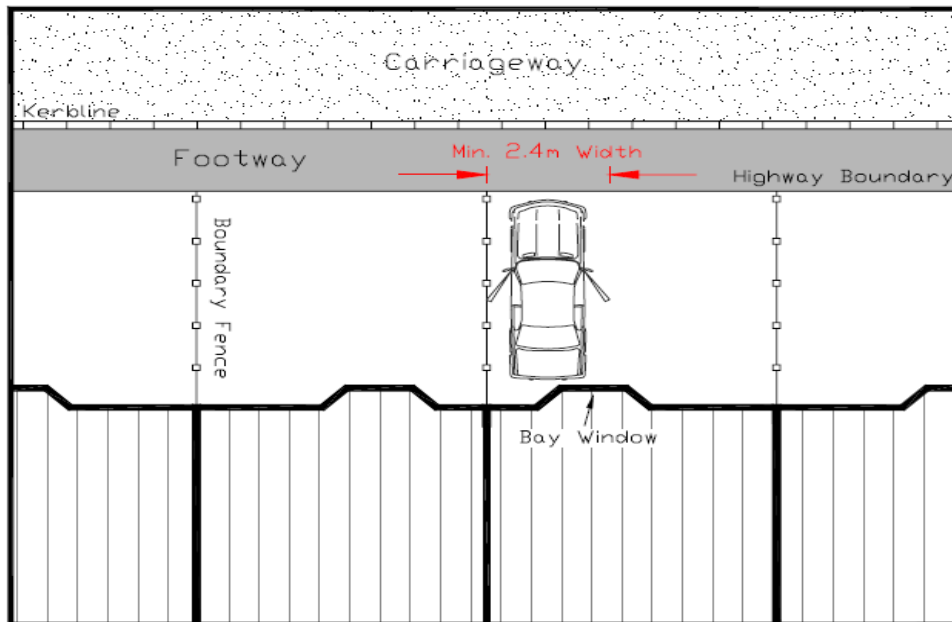 Carriageway
Kerbline
Footway
Min. 2.4m Width
Highway Boundary
Boundary Fence
Bay Window